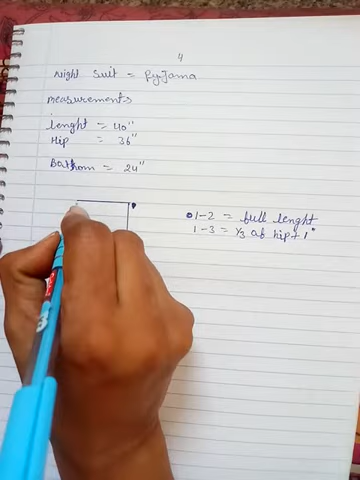 4
Night Suit = PyJama
measurements
Lenght = 40"
Hip = 36"
Bathom = 24"
1-2 = full lenght
1-3 = 1/3 of hip + 1"